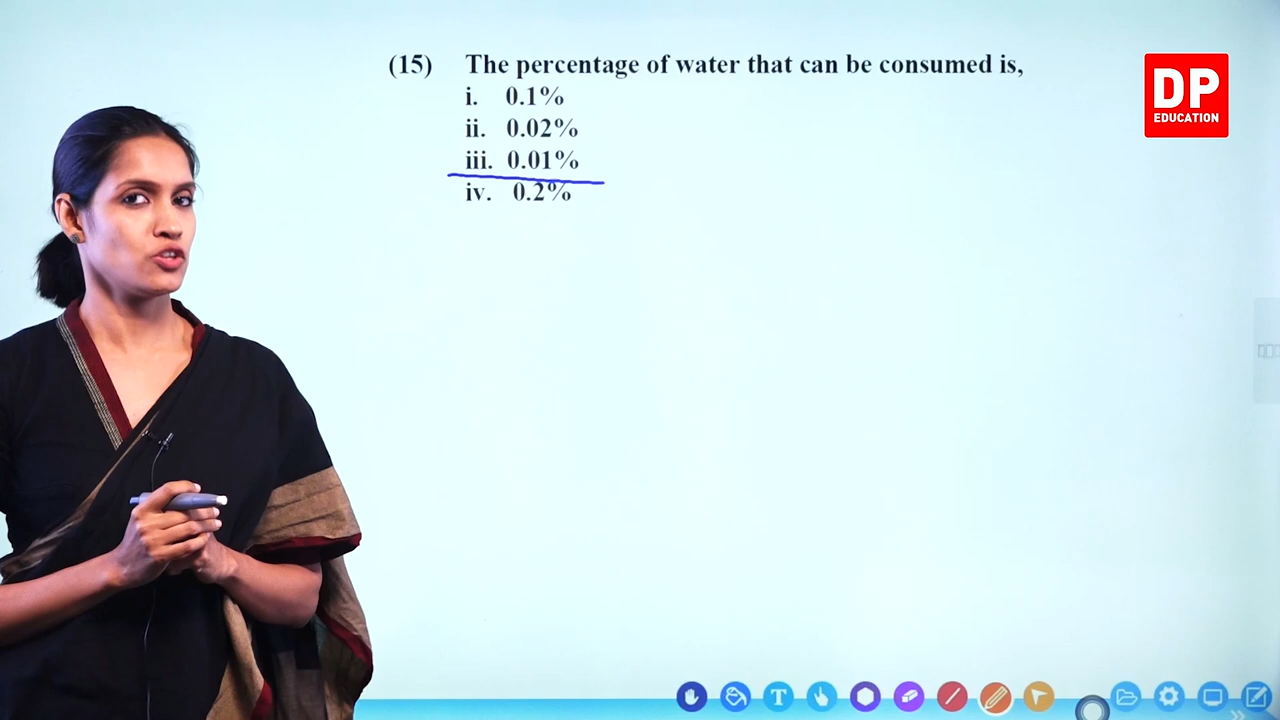 (15) The percentage of water that can be consumed is,
i. 0.1%
ii. 0.02%
iii. 0.01%
iv. 0.2%
DP
EDUCATION
T